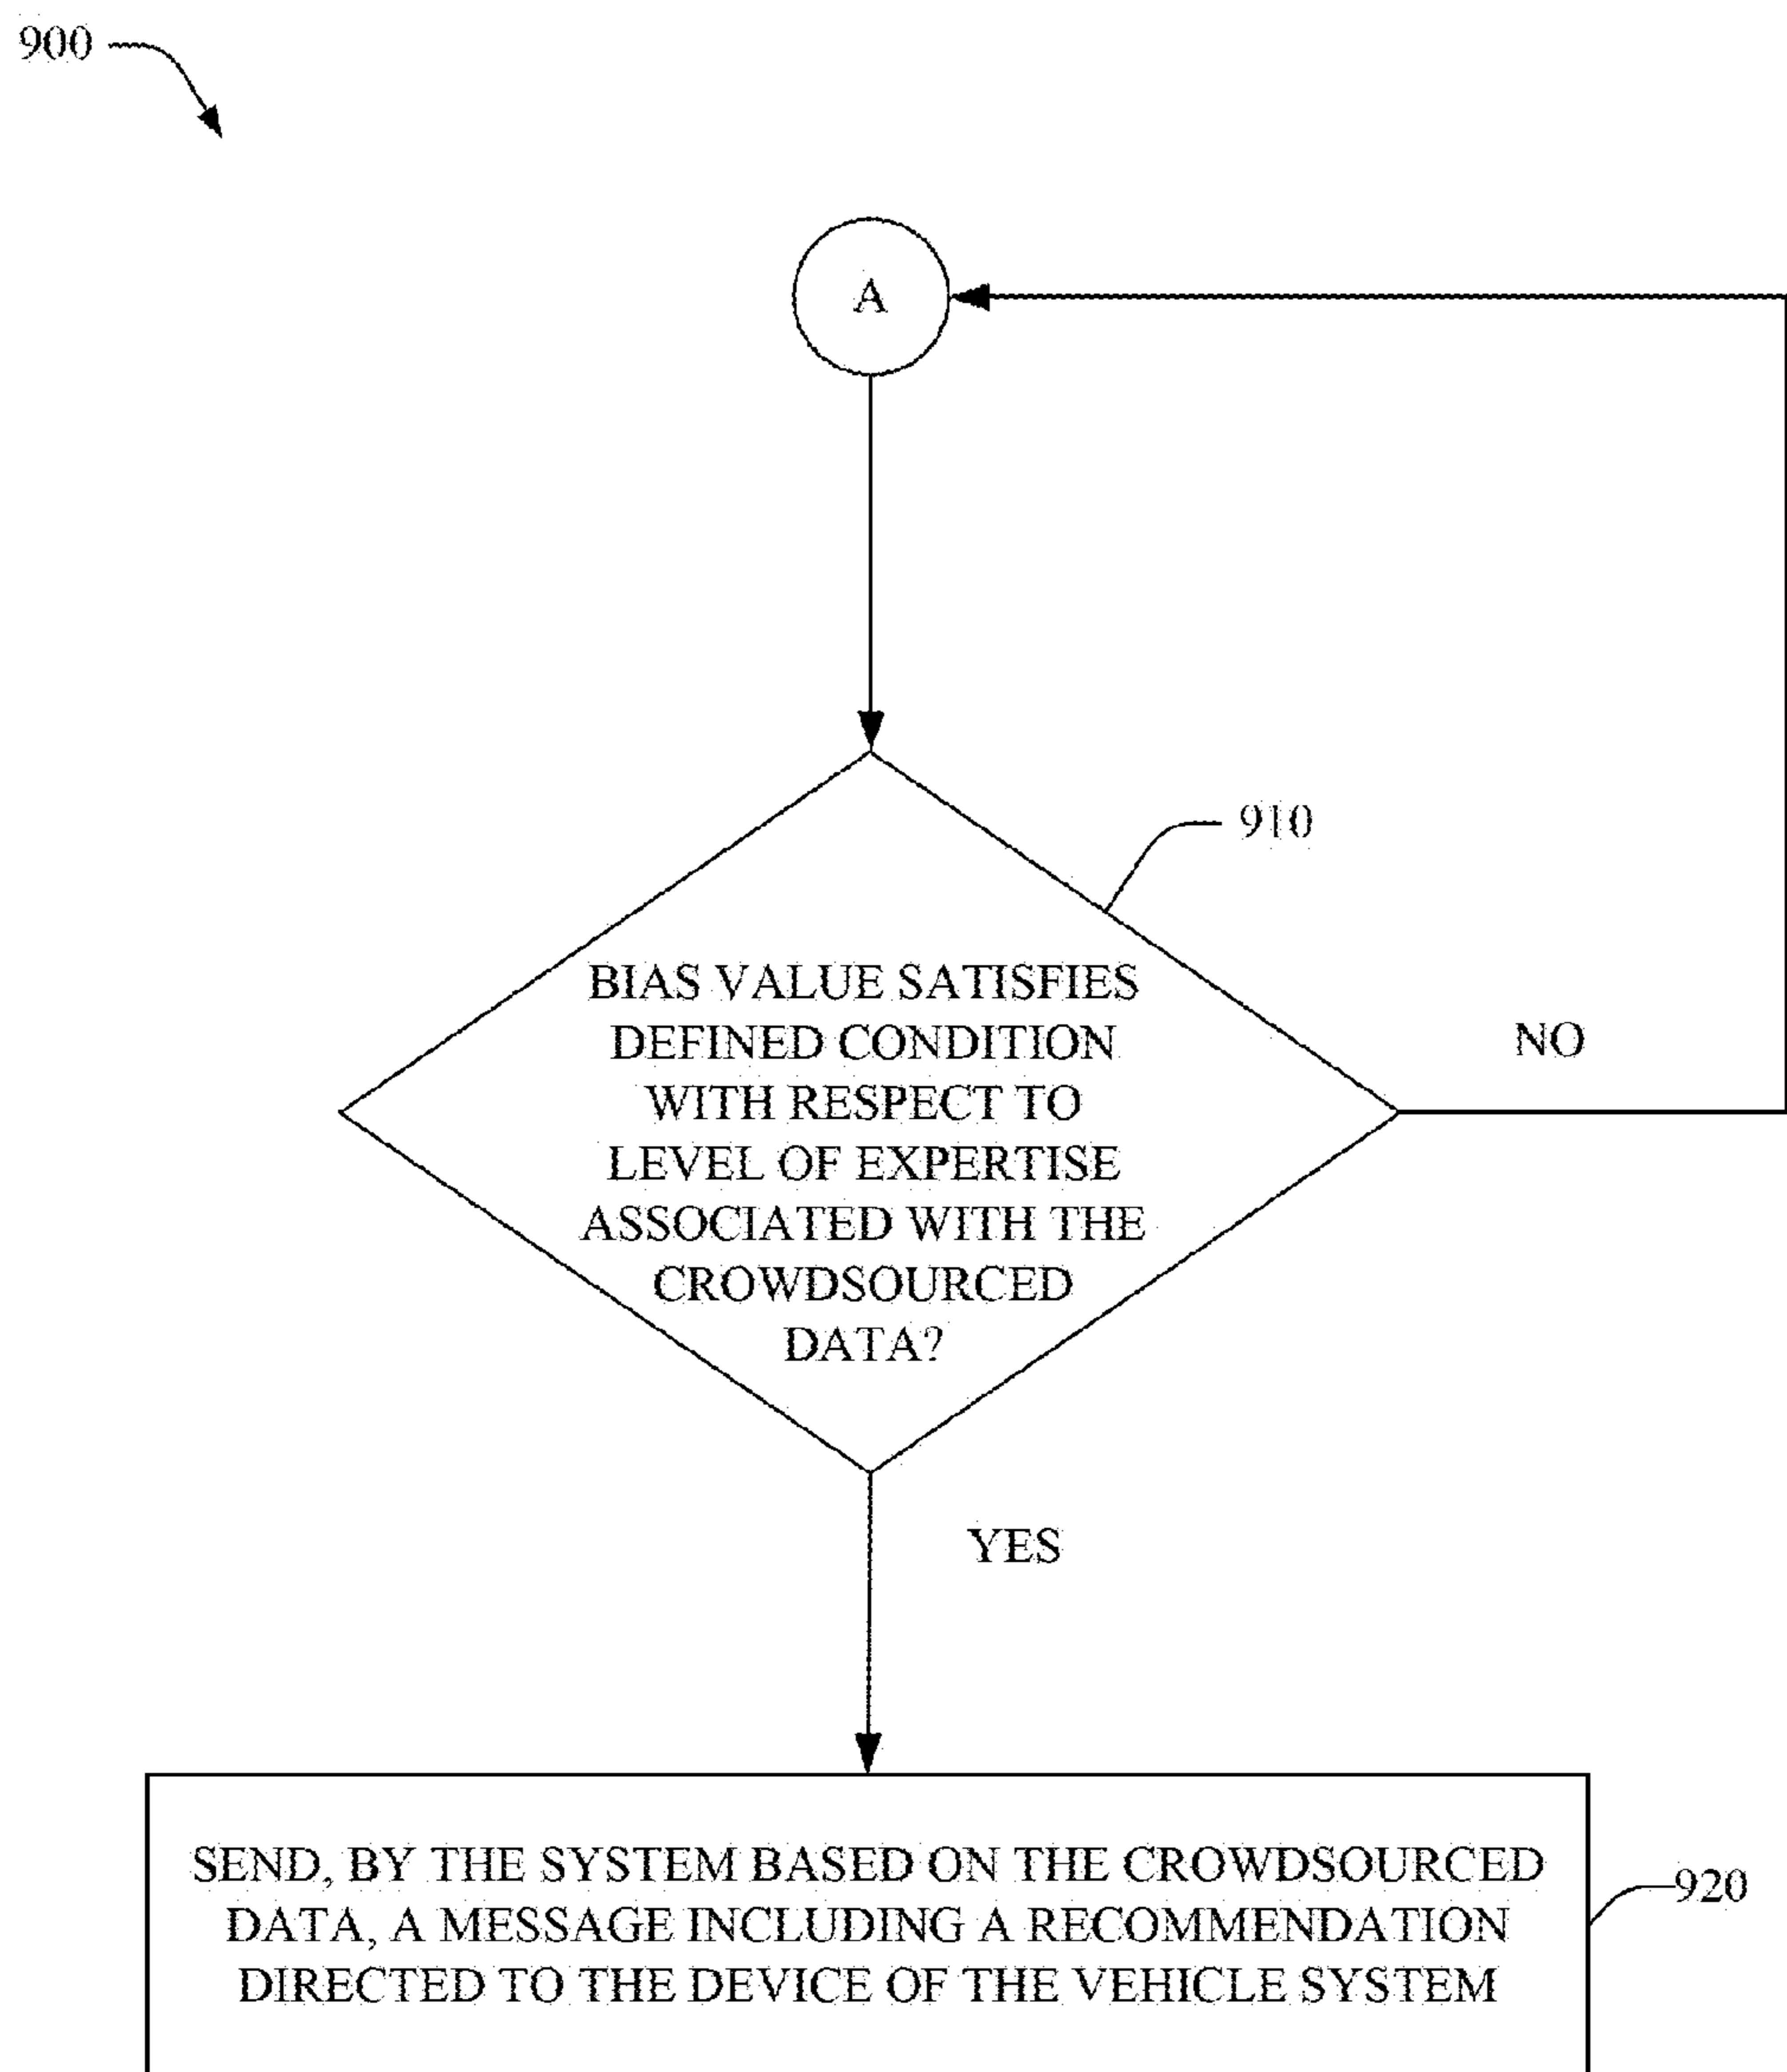 900
A
910
BIAS VALUE SATISFIES
DEFINED CONDITION
WITH RESPECT TO
LEVEL OF EXPERTISE
ASSOCIATED WITH THE
CROWDSOURCED
DATA?
NO
YES
SEND, BY THE SYSTEM BASED ON THE CROWDSOURCED
DATA, A MESSAGE INCLUDING A RECOMMENDATION
DIRECTED TO THE DEVICE OF THE VEHICLE SYSTEM
920